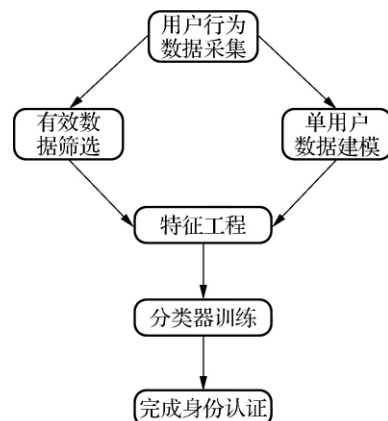 用户行为
数据采集
有效数
据筛选
单用户
数据建模
特征工程
分类器训练
完成身份认证